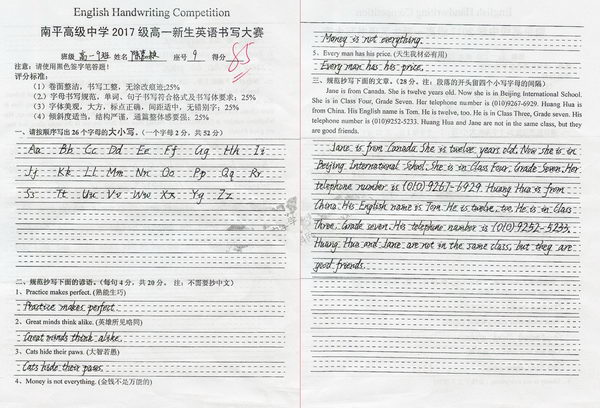 English Handwriting Competition
南平高级中学 2017 级高一新生英语书写大赛
班级 高一9班 姓名 座号 9 得分 85
注意：请使用黑色签字笔答题!
评分标准：
（1）卷面整洁，书写工整，无涂改痕迹;25%
（2）字母书写规范，单词、句子书写符合格式及书写体要求；25%
（3）字体美观，大方，标点正确，间距适中，无错别字；25%
（4）倾斜度适当，结构严谨，通篇整体感要强：25%
一、请按顺序写出 26 个字母的大小写.（一个字母 2 分，共 52 分）
Aa Bb Cc Dd Ee Ff Gg Hh Ii
Jj Kk Ll Mm Nn Oo Pp Qq Rr
Ss Tt Uu Vv Ww Xx Yy Zz
二、规范抄写下面的谚语。（每句 4 分，共 20 分。 注：不需要抄中文）
1、Practice makes perfect. (熟能生巧)
Practice makes perfect.
2、Great minds think alike. (英雄所见略同)
Great minds think alike.
3、Cats hide their paws. (大智若愚)
Cats hide their paws.
4、Money is not everything. (金钱不是万能的)
Money is not everything.
5、Every man has his price. (天生我材必有用)
Every man has his price.
三、规范抄写下面的文章.（28 分。注：段落的开头留四个小写字母的间隔）
Jane is from Canada. She is twelve years old. Now she is in Beijing International School.
She is in Class Four, Grade Seven. Her telephone number is (010)9267-6929. Huang Hua is
from China. His English name is Tom. He is twelve, too. He is in Class Three, Grade seven. His
telephone number is (010)9252-5233. Huang Hua and Jane are not in the same class, but they
are good friends.
Jane is from Canada. She is twelve years old. Now she is in
Beijing International School. She is in Class Four, Grade Seven. Her
telephone number is (010) 9267-6929. Huang Hua is from
China. His English name is Tom. He is twelve, too. He is in Class
Three, Grade seven. His telephone number is (010) 9252-5233.
Huang Hua and Jane are not in the same class, but they are
good friends.